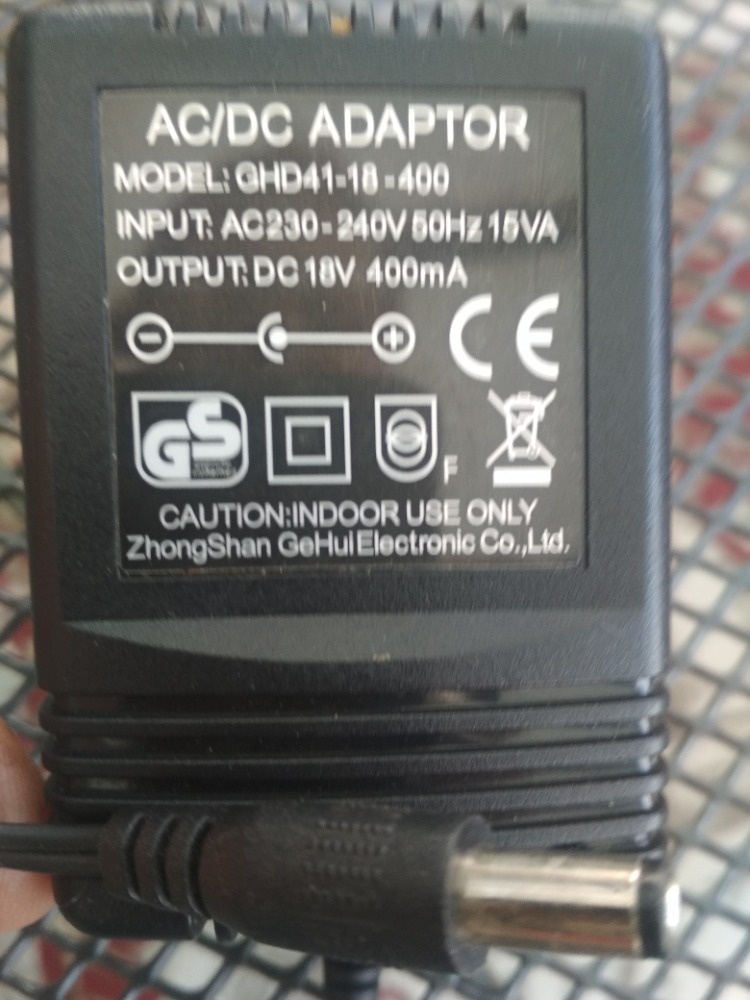 AC/DC ADAPTOR
MODEL: GHD41-18-400
INPUT: AC230-240V 50Hz 15VA
OUTPUT: DC 18V 400mA
CE
GS
F
CAUTION:INDOOR USE ONLY
ZhongShan GeHui Electronic Co.,Ltd.